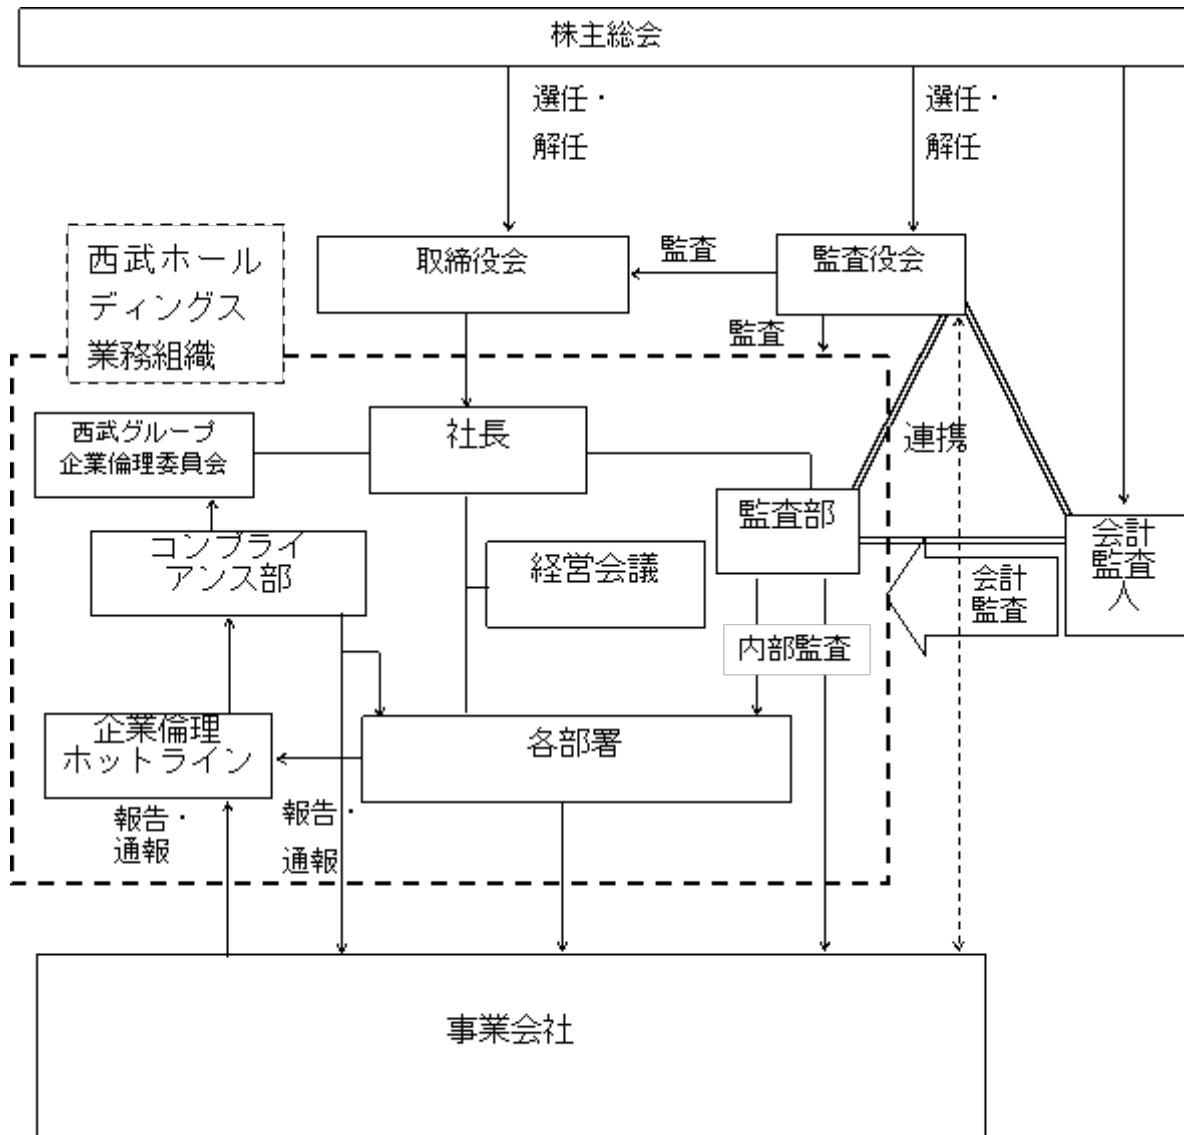 株主総会
選任・
解任
選任・
解任
西武ホール
ディングス
業務組織
取締役会
監査
監査役会
監査
西武グループ
企業倫理委員会
社長
連携
監査部
コンプライ
アンス部
経営会議
会計
監査
人
会計
監査
内部監査
企業倫理
ホットライン
各部署
報告・
通報
報告・
通報
事業会社